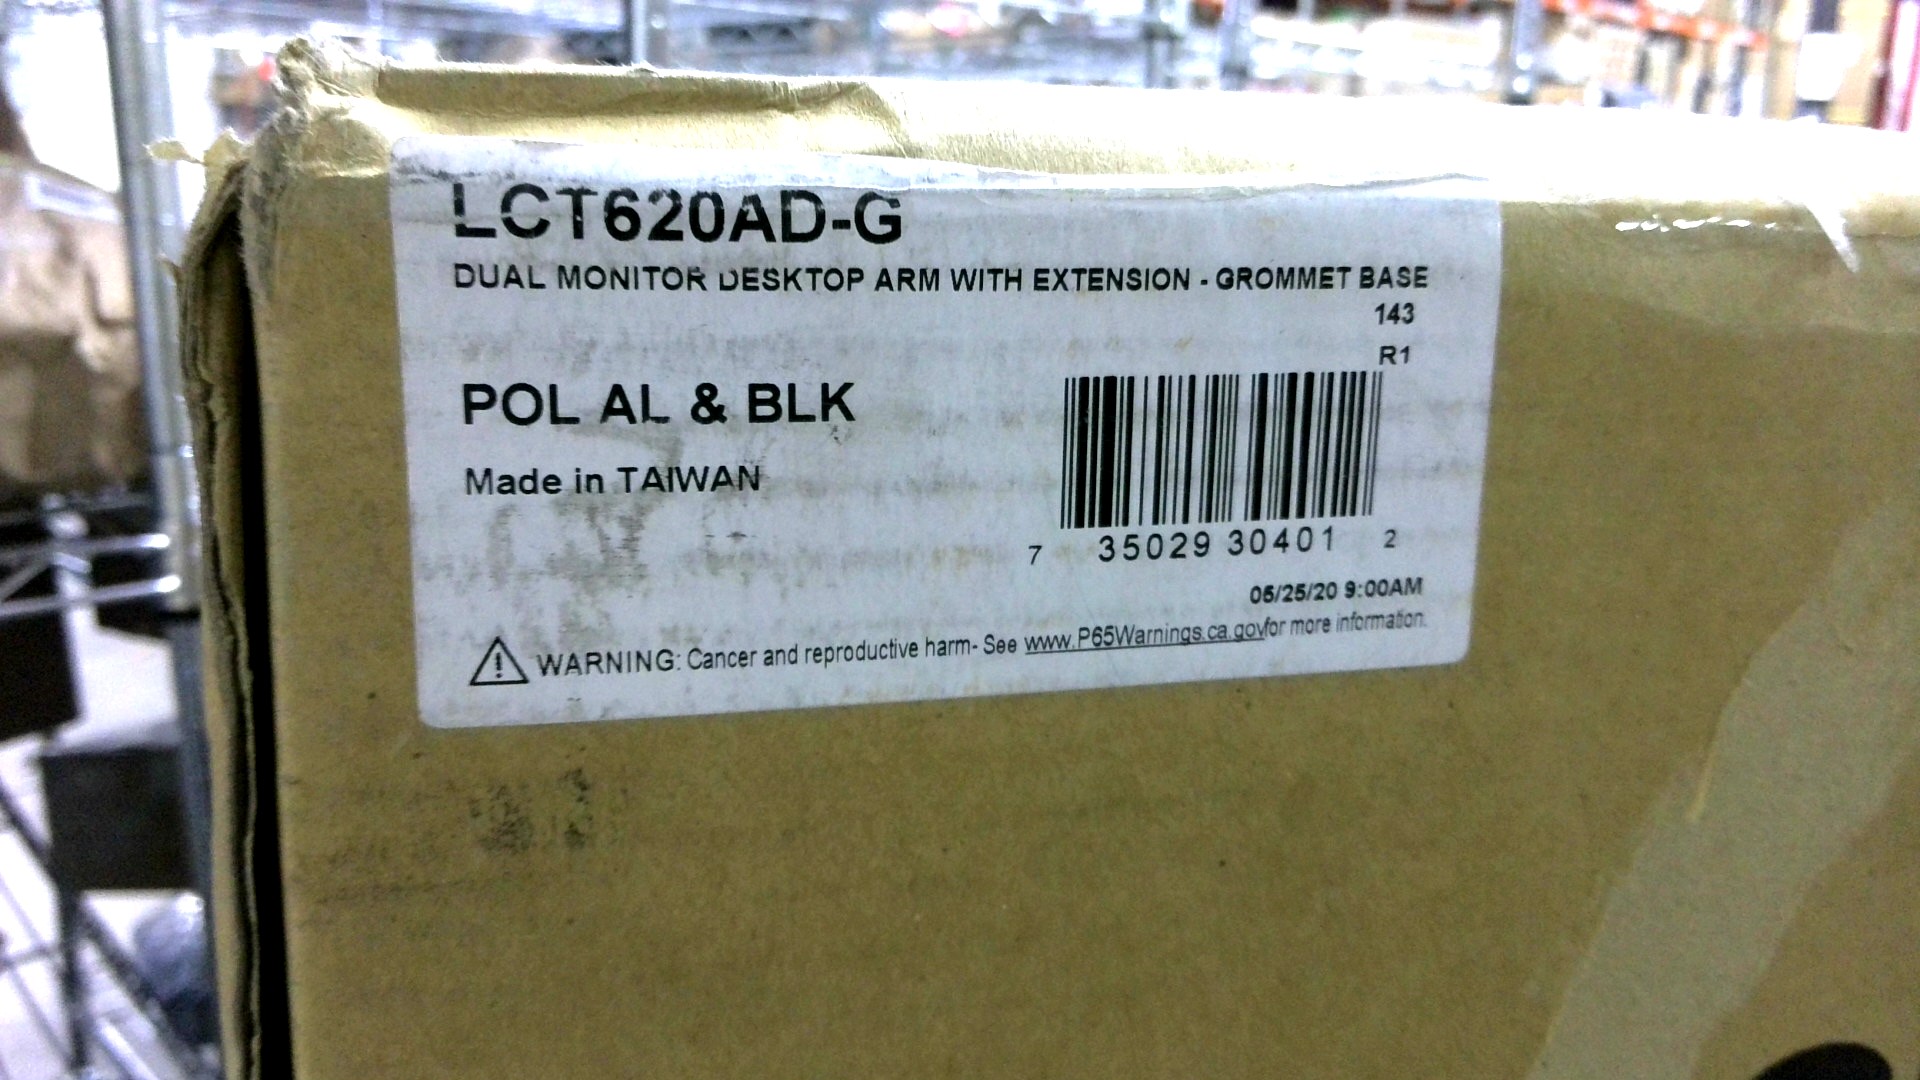 LCT620AD-G
DUAL MONITOR DESKTOP ARM WITH EXTENSION - GROMMET BASE
143
R1
POL AL & BLK
Made in TAIWAN
7 35029 30401 2
05/25/20 9:00AM
WARNING: Cancer and reproductive harm- See www.P65Warnings.ca.govfor more information.